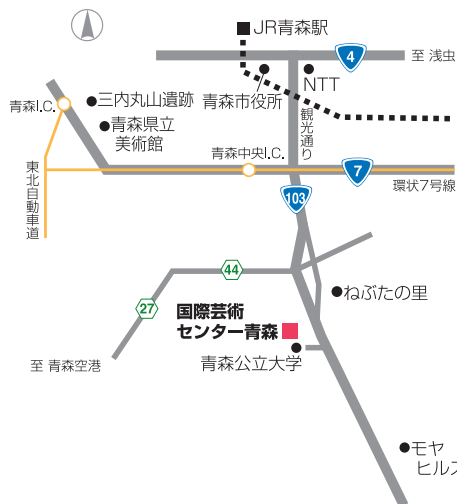 JR青森駅
4
至 浅虫
青森市役所
NTT
青森I.C.
三内丸山遺跡
青森県立
美術館
観光通り
青森中央I.C.
7
環状7号線
東北自動車道
103
44
27
ねぶたの里
国際芸術
センター青森
至 青森空港
青森公立大学
モヤ
ヒルズ